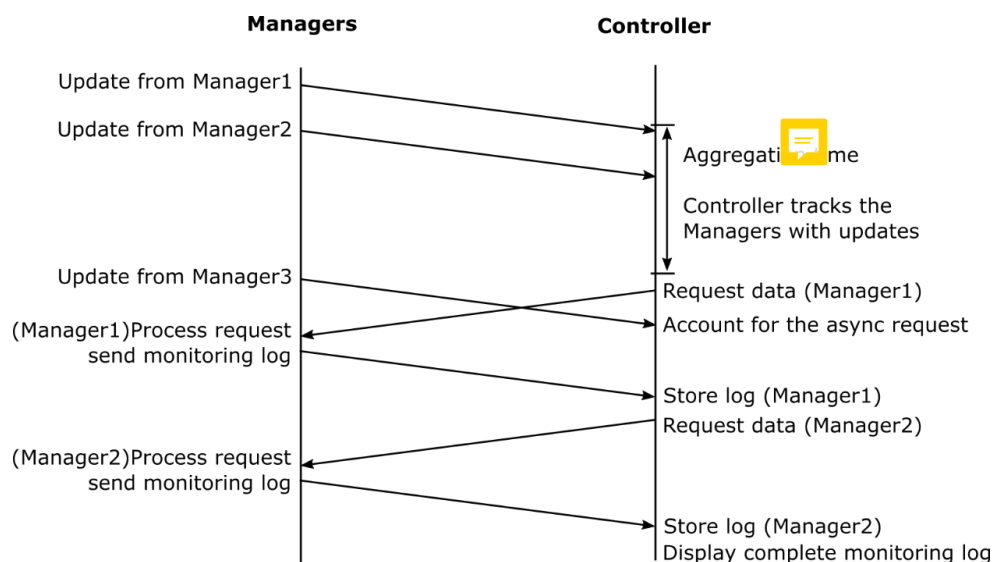 Managers
Controller
Update from Manager1
Update from Manager2
Aggregati me
Controller tracks the
Managers with updates
Update from Manager3
Request data (Manager1)
(Manager1)Process request
send monitoring log
Account for the async request
Store log (Manager1)
Request data (Manager2)
(Manager2)Process request
send monitoring log
Store log (Manager2)
Display complete monitoring log